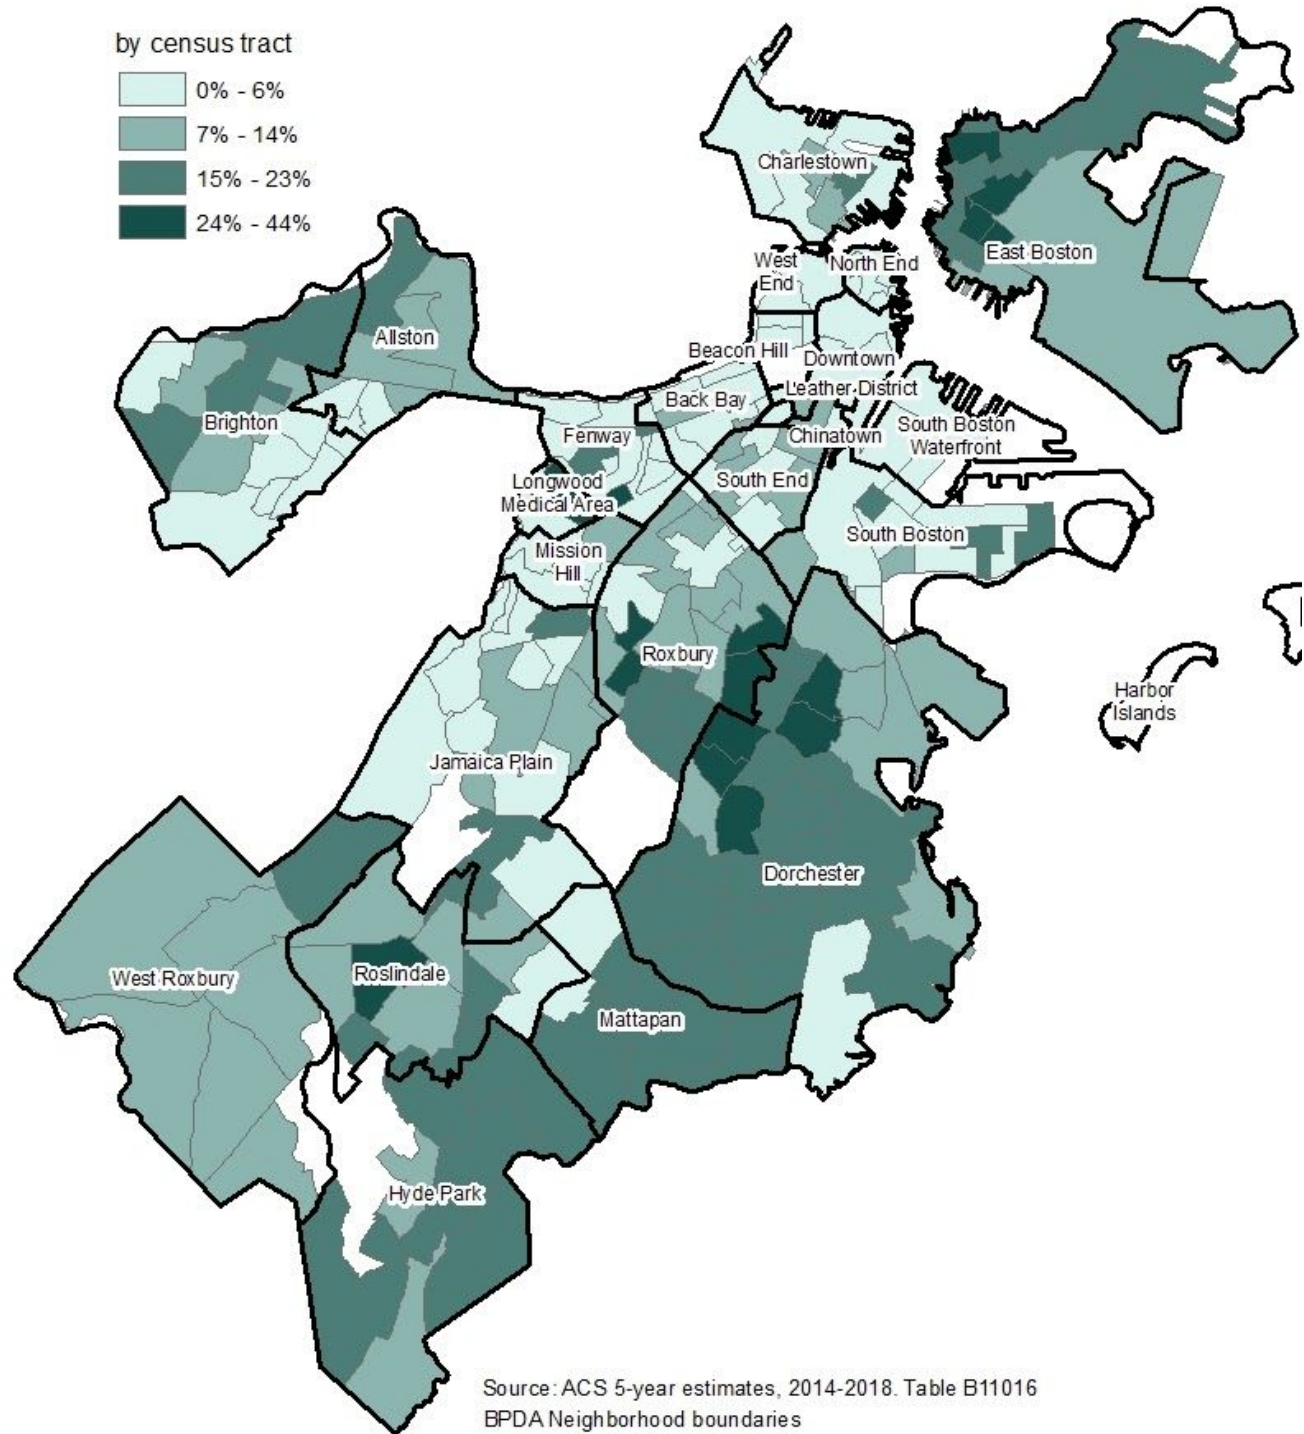 by census tract
0% - 6%
7% - 14%
15% - 23%
24% - 44%
Charlestown
West
End
North End
East Boston
Allston
Beacon Hill
Downtown
Leather District
Back Bay
Brighton
Fenway
Chinatown
South Boston
Waterfront
Longwood
Medical Area
South End
South Boston
Mission
Hill
Roxbury
Harbor
Islands
Jamaica Plain
Dorchester
West Roxbury
Roslindale
Mattapan
Hyde Park
Source: ACS 5-year estimates, 2014-2018. Table B11016
BPDA Neighborhood boundaries